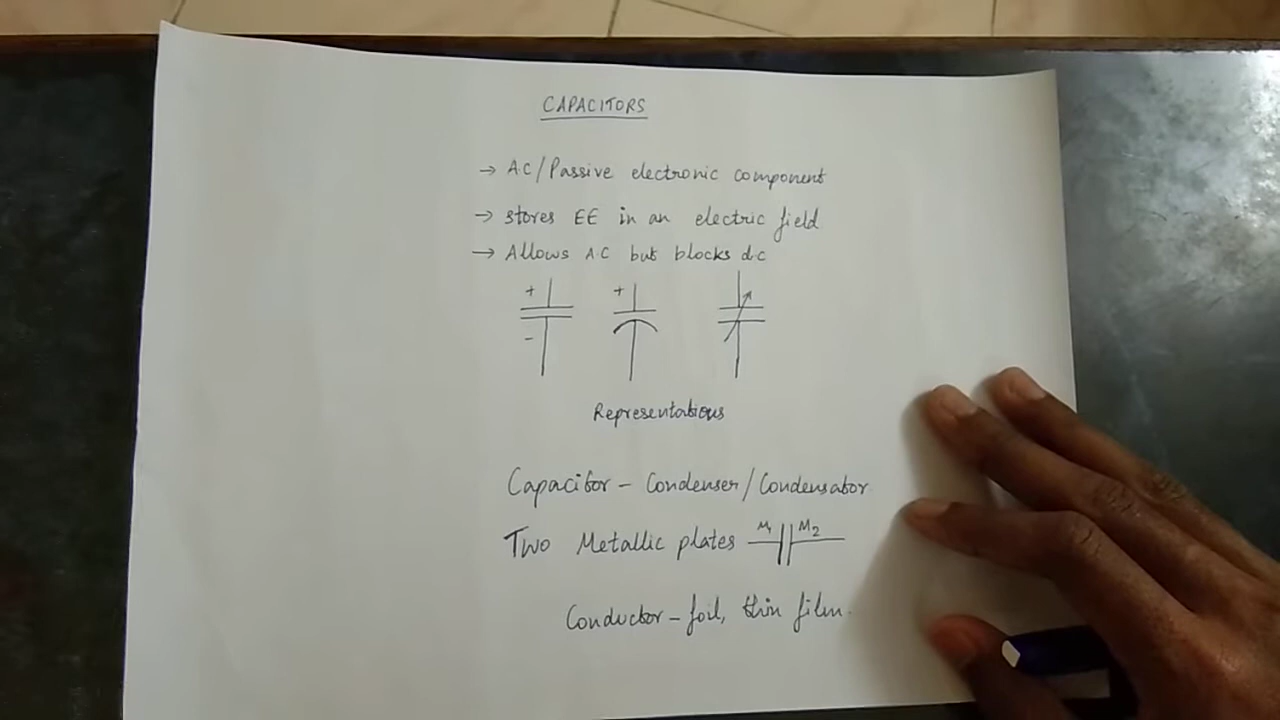 CAPACITORS
→ A.C/Passive electronic component
→ stores EE in an electric field
→ Allows A.C but blocks d.c
+ + 
-
Representations
Capacitor - Condenser/Condensator
Two Metallic plates M1 M2
Conductor - foil, thin film.